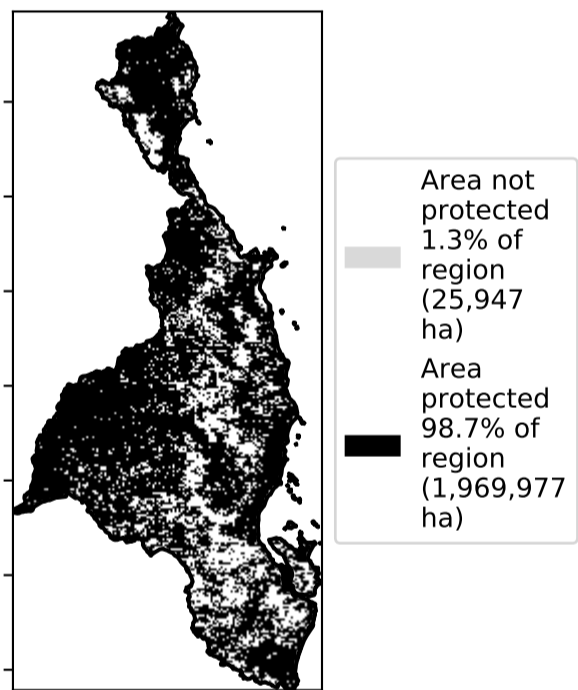 Area not
protected
1.3% of
region
(25,947
ha)
Area
protected
98.7% of
region
(1,969,977
ha)